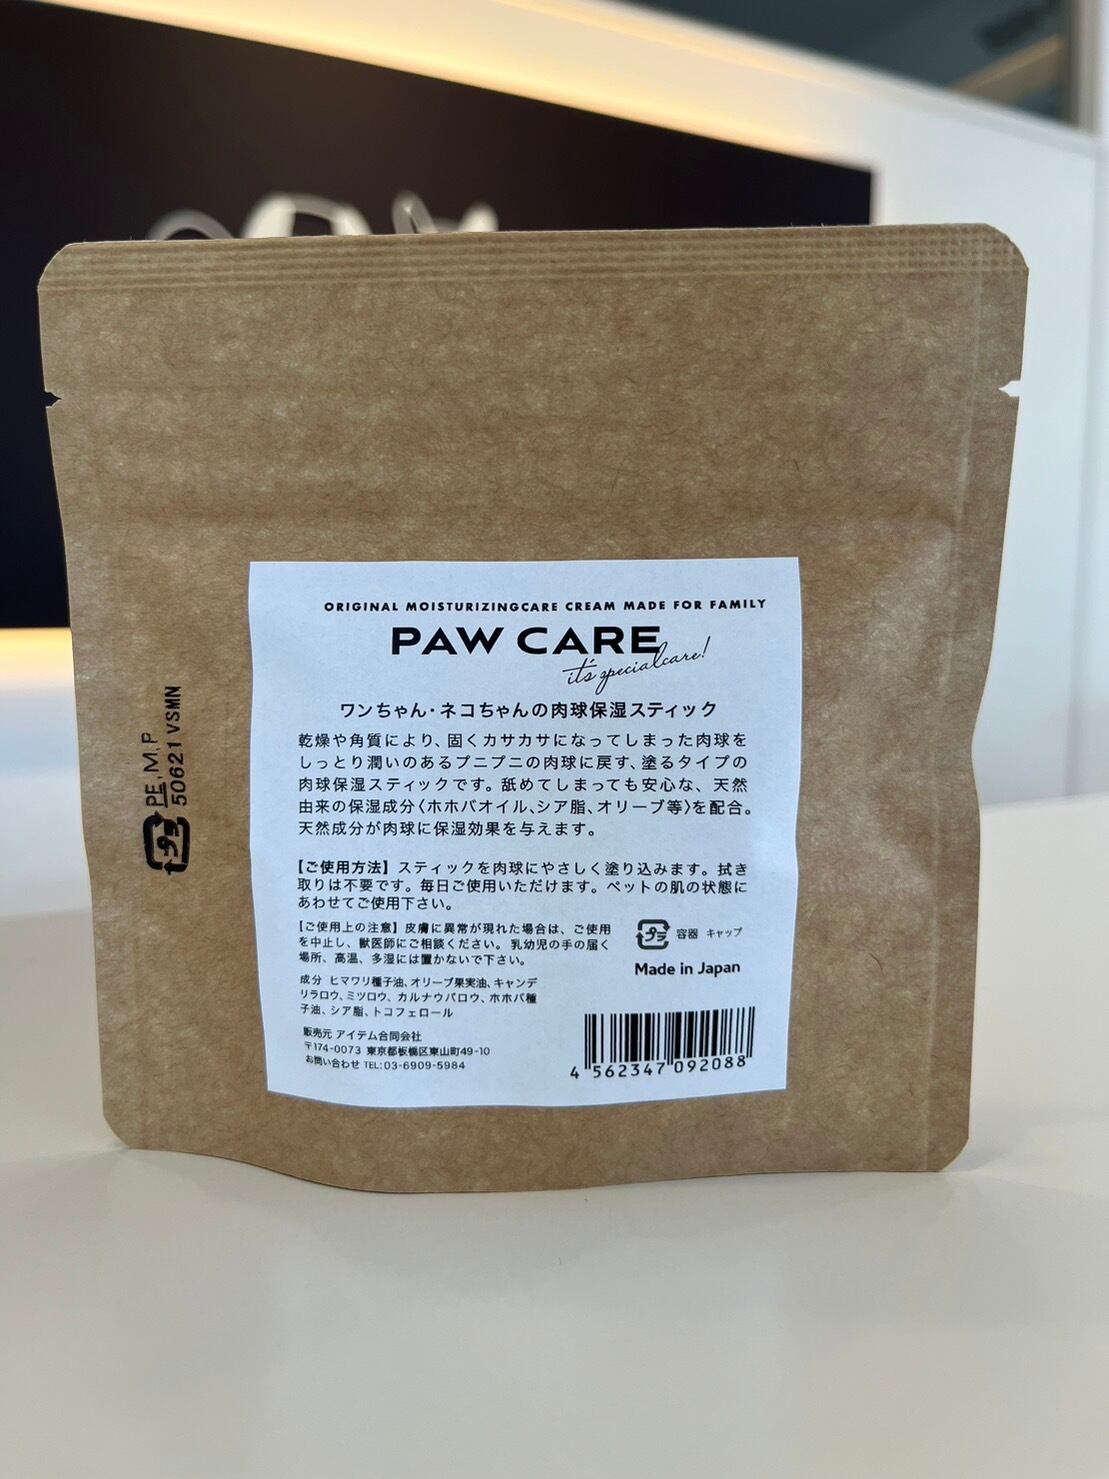 ORIGINAL MOISTURIZINGCARE CREAM MADE FOR FAMILY
PAW CARE
it's special care!
ワンちゃん・ネコちゃんの肉球保湿スティック
乾燥や角質により、固くカサカサになってしまった肉球を
しっとり潤いのあるプニプニの肉球に戻す、塗るタイプの
肉球保湿スティックです。舐めてしまっても安心な、天然
由来の保湿成分〈ホホバオイル、シア脂、オリーブ等〉を配合。
天然成分が肉球に保湿効果を与えます。
【ご使用方法】スティックを肉球にやさしく塗り込みます。拭き
取りは不要です。毎日ご使用いただけます。ペットの肌の状態に
あわせてご使用下さい。
【ご使用上の注意】皮膚に異常が現れた場合は、ご使用
を中止し、獣医師にご相談ください。乳幼児の手の届く
場所、高温、多湿には置かないで下さい。
プラ 容器 キャップ
Made in Japan
成分 ヒマワリ種子油、オリーブ果実油、キャンデ
リラロウ、ミツロウ、カルナウバロウ、ホホバ種
子油、シア脂、トコフェロール
販売元 アイテム合同会社
〒174-0073 東京都板橋区東山町49-10
お問い合わせ TEL:03-6909-5984
4 562347 092088
プラ PE,M,P
50621VSMN